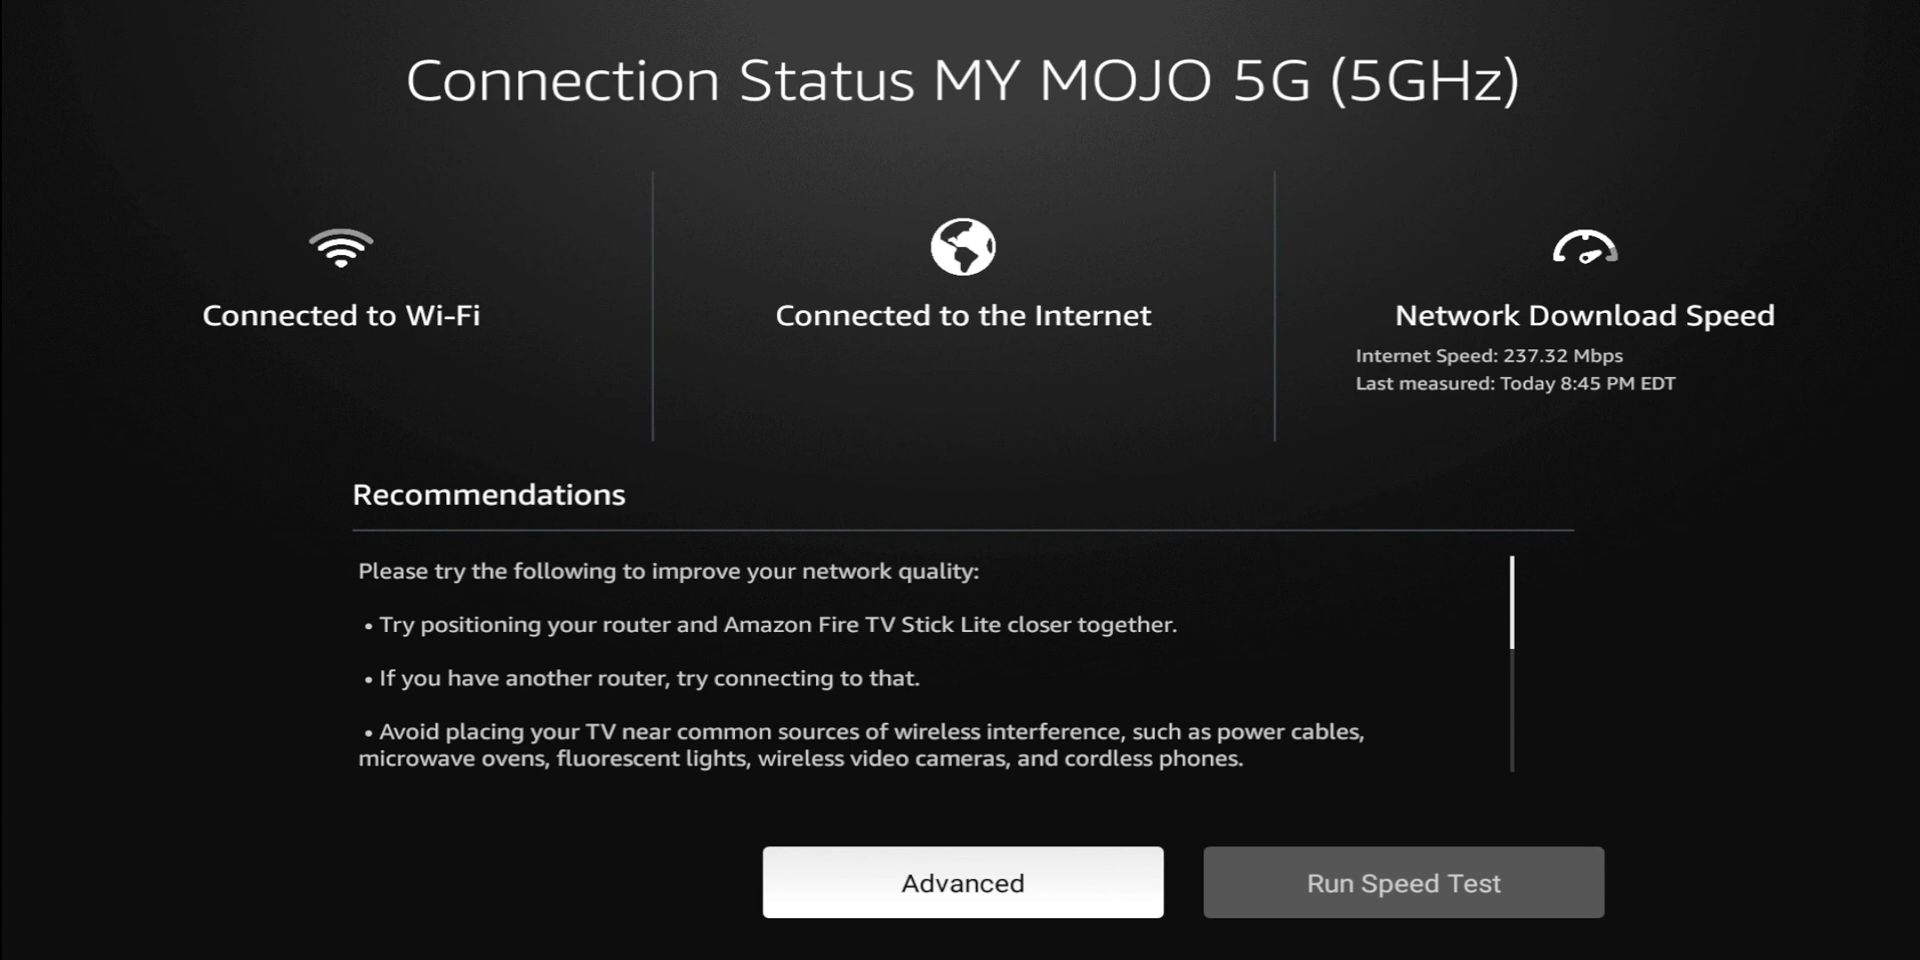 Connection Status MY MOJO 5G (5GHz)
Connected to Wi-Fi
Connected to the Internet
Network Download Speed
Internet Speed: 237.32 Mbps
Last measured: Today 8:45 PM EDT
Recommendations
Please try the following to improve your network quality:
• Try positioning your router and Amazon Fire TV Stick Lite closer together.
• If you have another router, try connecting to that.
• Avoid placing your TV near common sources of wireless interference, such as power cables,
microwave ovens, fluorescent lights, wireless video cameras, and cordless phones.
Advanced
Run Speed Test